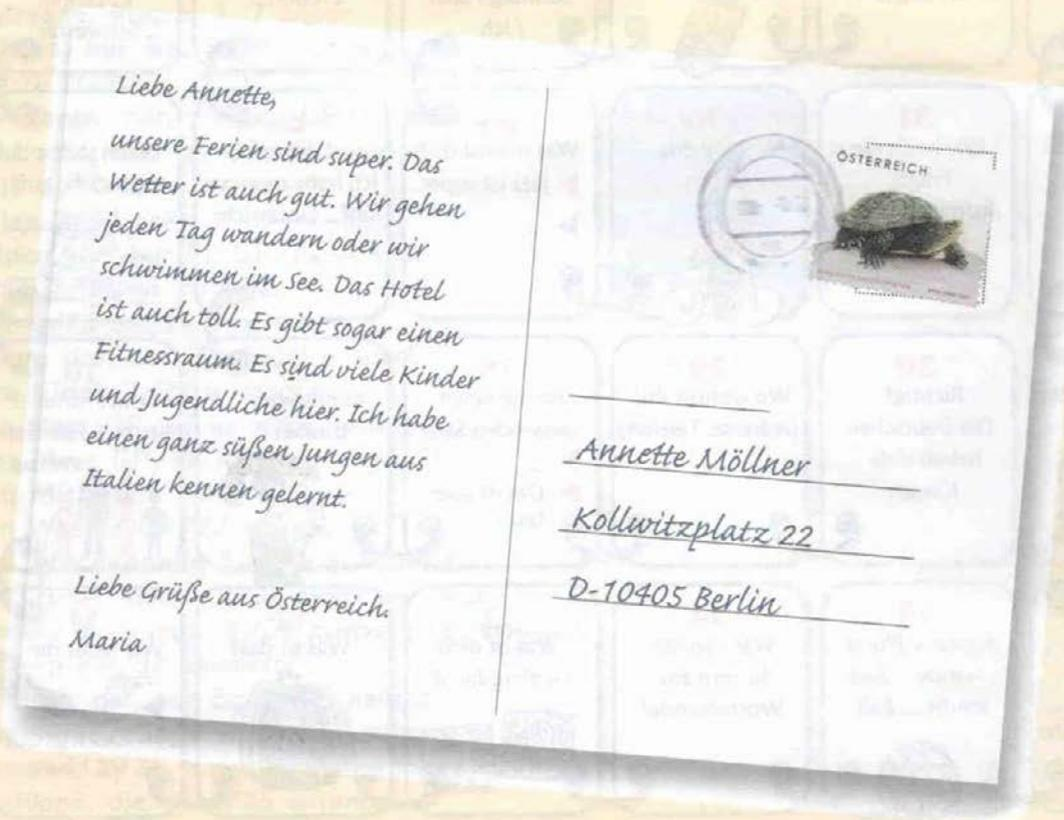 Liebe Annette,
unsere Ferien sind super. Das
Wetter ist auch gut. Wir gehen
jeden Tag wandern oder wir
schwimmen im See. Das Hotel
ist auch toll. Es gibt sogar einen
Fitnessraum. Es sind viele Kinder
und Jugendliche hier. Ich habe
einen ganz süßen Jungen aus
Italien kennen gelernt.
Liebe Grüße aus Österreich.
Maria
ÖSTERREICH
Annette Möllner
Kollwitzplatz 22
D-10405 Berlin